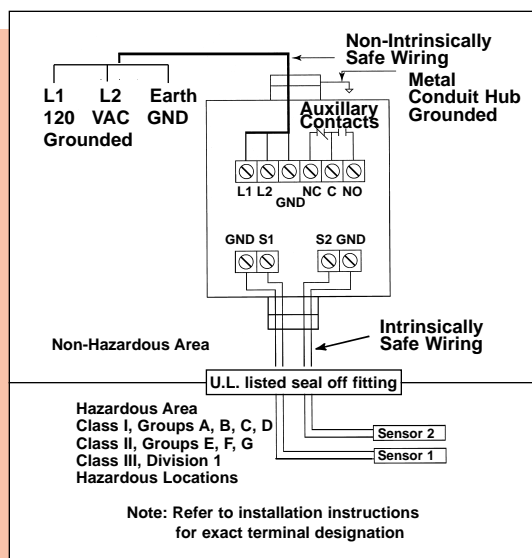 Non-Intrinsically
Safe Wiring
L1 L2 Earth
120 VAC GND
Grounded
Metal
Conduit Hub
Grounded
Auxillary
Contacts
L1 L2 GND NC C NO
GND S1 S2 GND
Non-Hazardous Area
Intrinsically
Safe Wiring
U.L. listed seal off fitting
Hazardous Area
Class I, Groups A, B, C, D
Class II, Groups E, F, G
Class III, Division 1
Hazardous Locations
Sensor 2
Sensor 1
Note: Refer to installation instructions
for exact terminal designation